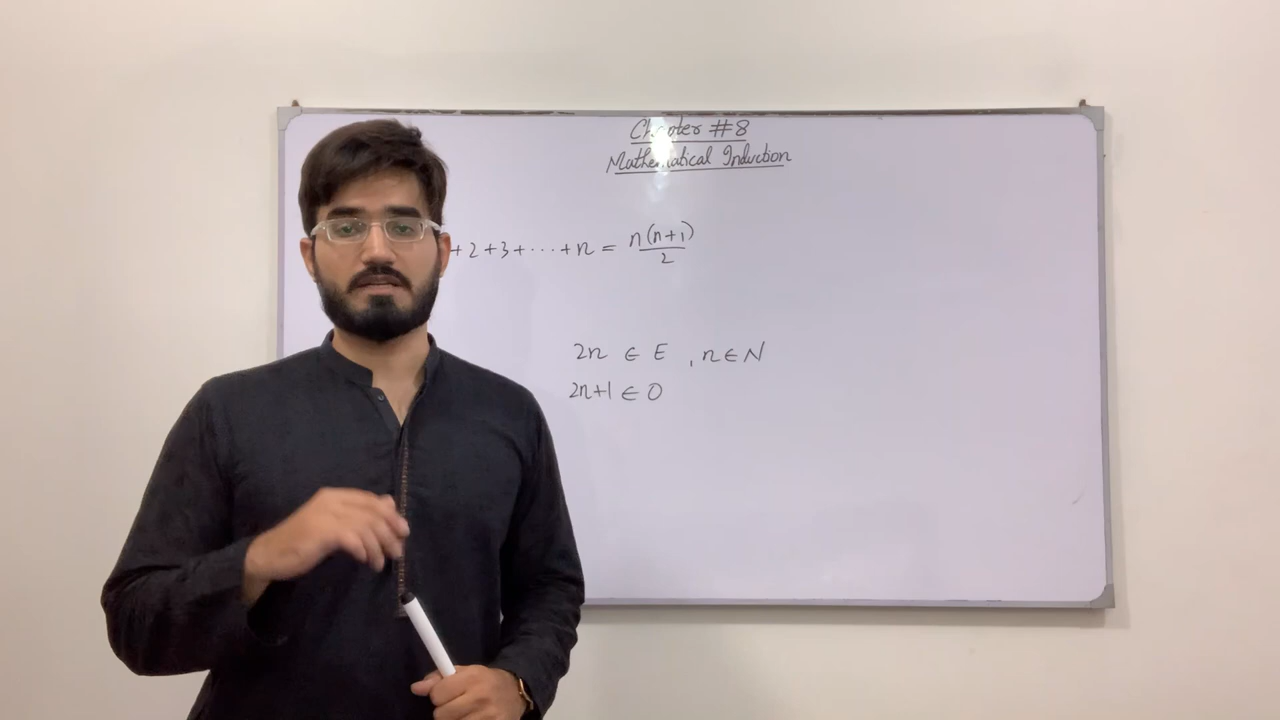 Chapter #8
Mathematical Induction
+2+3+⋯+n = n(n+1)/2
2n ∈ E , n∈N
2n+1 ∈ O